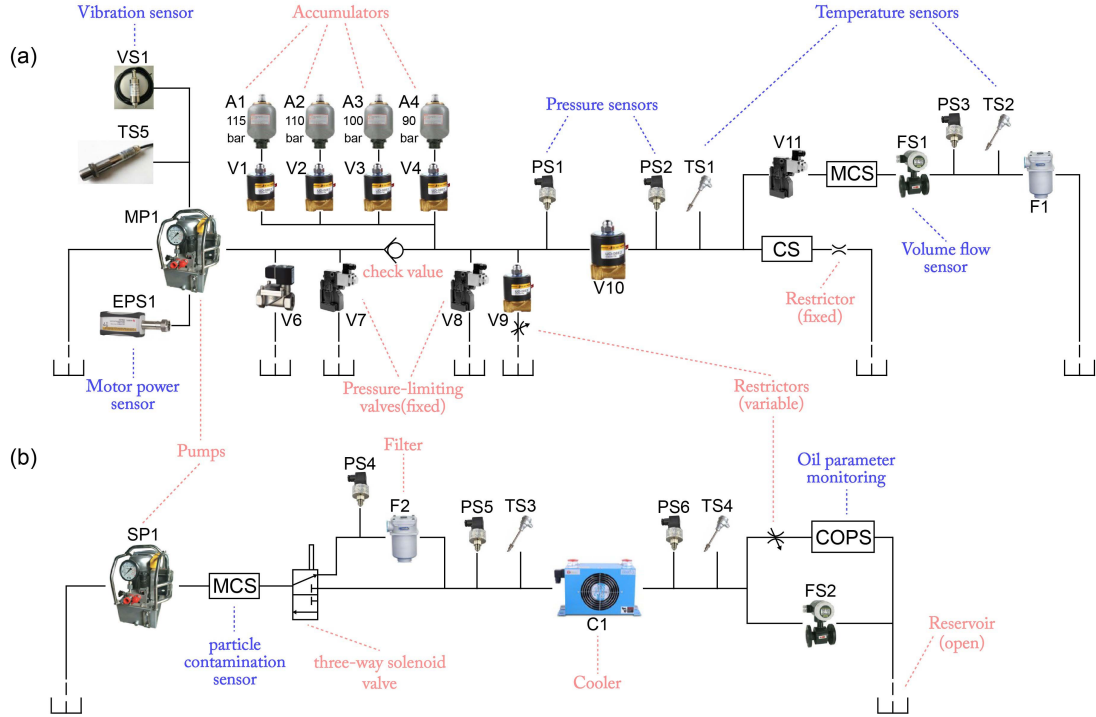 Vibration sensor
Accumulators
Temperature sensors
(a)
VS1
A1
115
bar
A2
110
bar
A3
100
bar
A4
90
bar
Pressure sensors
PS3
TS2
TS5
V1
V2
V3
V4
PS1
PS2
TS1
V11
MCS
FS1
F1
MP1
check value
CS
Volume flow
sensor
V10
Restrictor
(fixed)
EPS1
V6
V7
V8
V9
Motor power
sensor
Pressure-limiting
valves(fixed)
Restrictors
(variable)
Pumps
(b)
Filter
PS4
Oil parameter
monitoring
SP1
F2
PS5
TS3
PS6
TS4
COPS
MCS
FS2
C1
particle
contamination
sensor
three-way solenoid
valve
Cooler
Reservoir
(open)